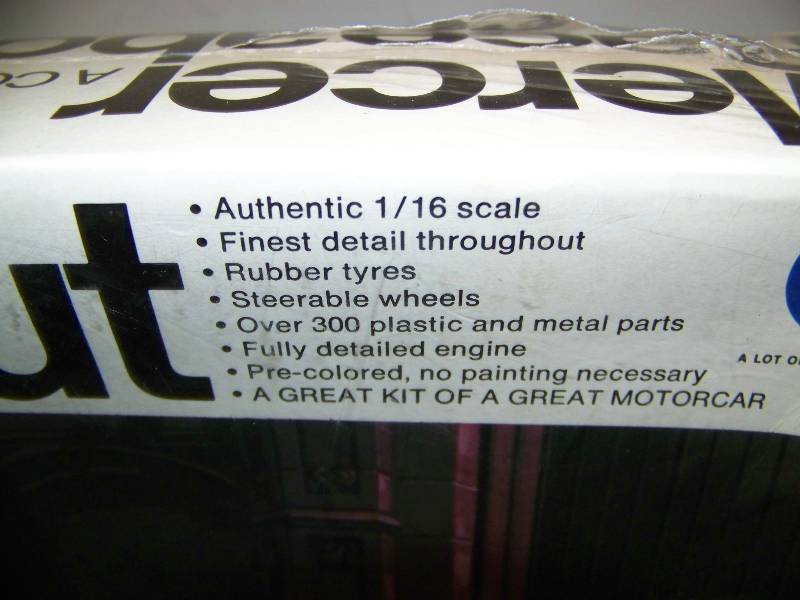 Mercer
A CO
ut
• Authentic 1/16 scale
• Finest detail throughout
• Rubber tyres
• Steerable wheels
• Over 300 plastic and metal parts
• Fully detailed engine
• Pre-colored, no painting necessary
• A GREAT KIT OF A GREAT MOTORCAR
A LOT O